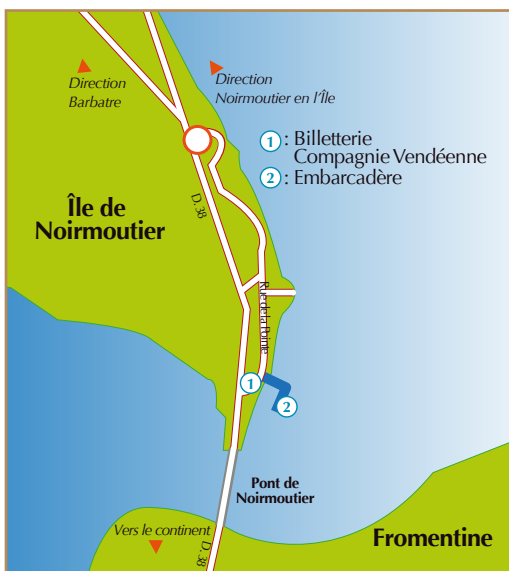 Direction
Barbatre
Direction
Noirmoutier en l'Île
1 : Billetterie
Compagnie Vendéenne
2 : Embarcadère
Île de
Noirmoutier
D. 38
Rue de la Pointe
1
2
Pont de
Noirmoutier
Vers le continent
D. 38
Fromentine